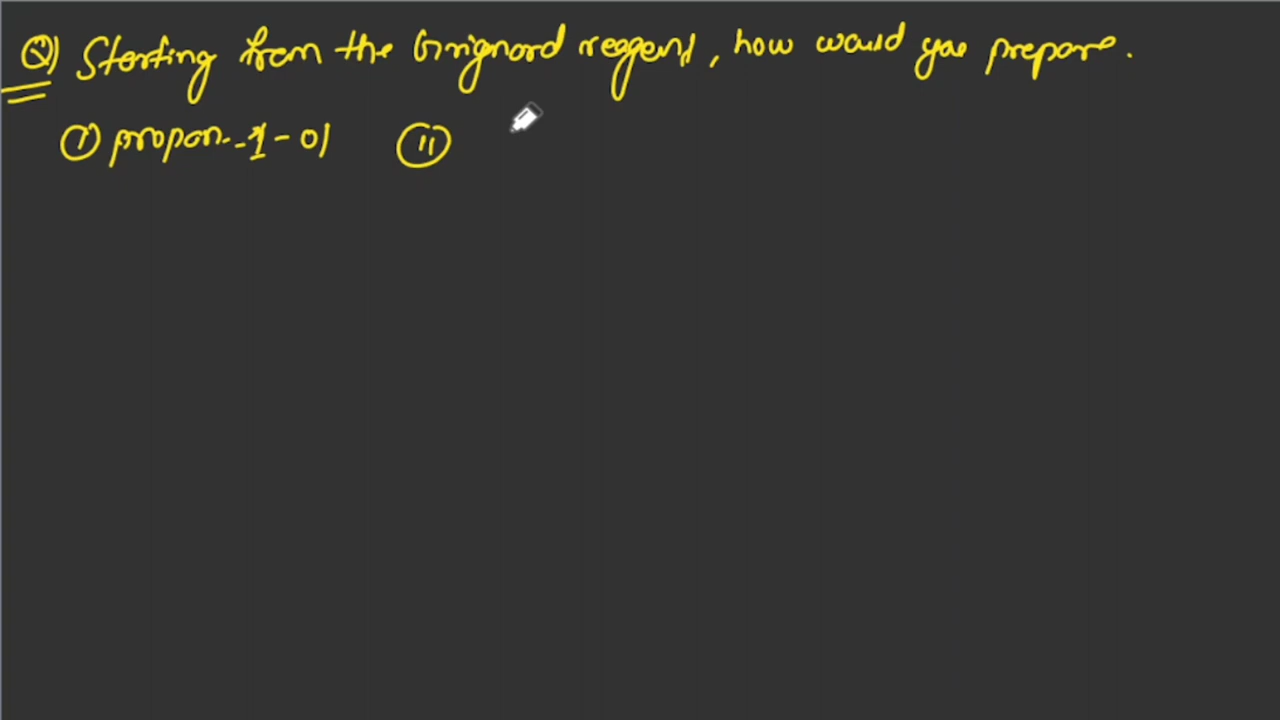 Q) Starting from the Grignard reagent, how would you prepare.
(i) propan-1-ol (ii)